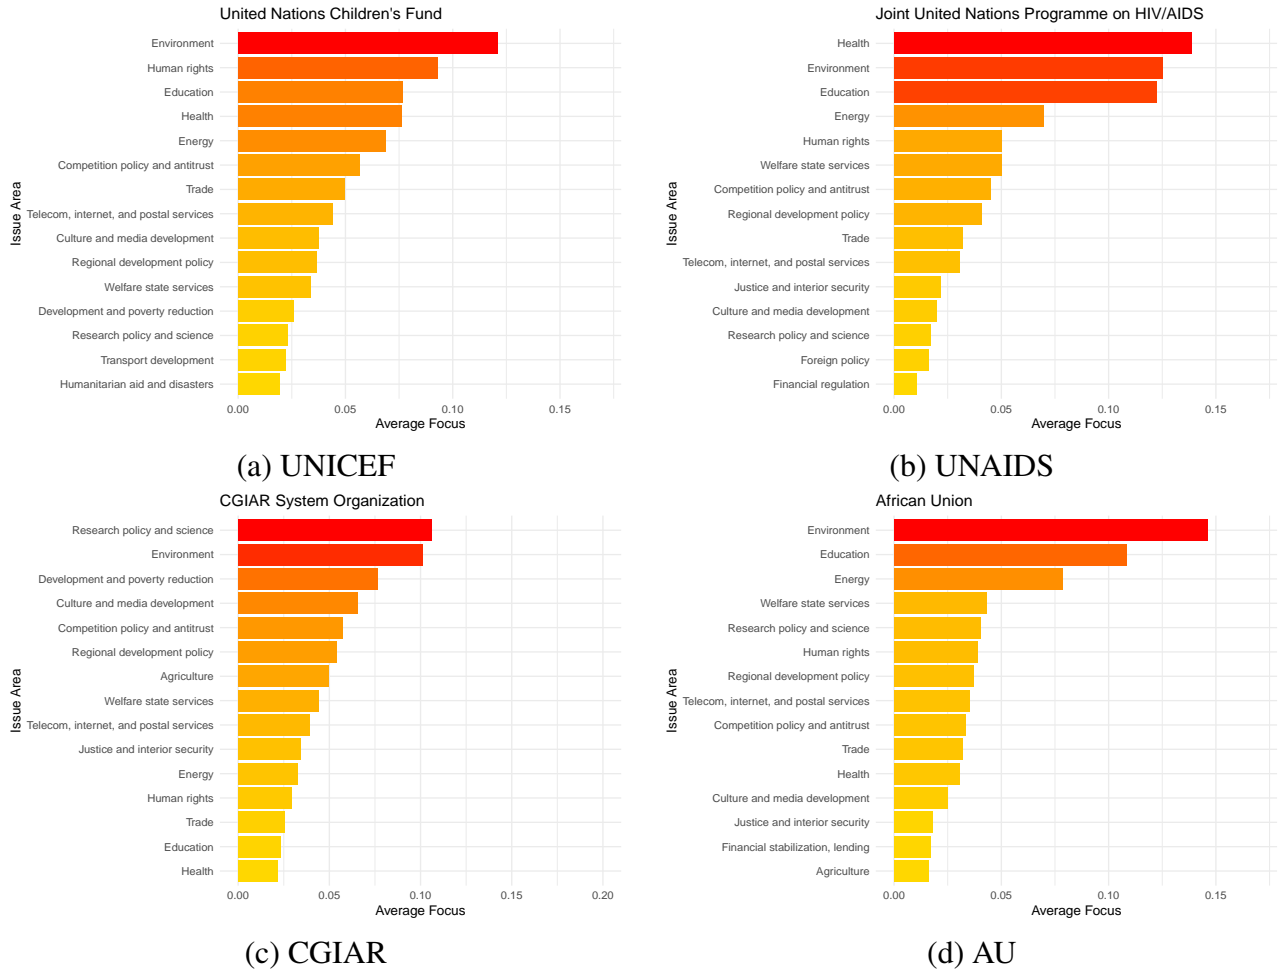 United Nations Children's Fund
Issue Area
Environment
Human rights
Education
Health
Energy
Competition policy and antitrust
Trade
Telecom, internet, and postal services
Culture and media development
Regional development policy
Welfare state services
Development and poverty reduction
Research policy and science
Transport development
Humanitarian aid and disasters
0.00 0.05 0.10 0.15
Average Focus
(a) UNICEF
Joint United Nations Programme on HIV/AIDS
Issue Area
Health
Environment
Education
Energy
Human rights
Welfare state services
Competition policy and antitrust
Regional development policy
Trade
Telecom, internet, and postal services
Justice and interior security
Culture and media development
Research policy and science
Foreign policy
Financial regulation
0.00 0.05 0.10 0.15
Average Focus
(b) UNAIDS
CGIAR System Organization
Issue Area
Research policy and science
Environment
Development and poverty reduction
Culture and media development
Competition policy and antitrust
Regional development policy
Agriculture
Welfare state services
Telecom, internet, and postal services
Justice and interior security
Energy
Human rights
Trade
Education
Health
0.00 0.05 0.10 0.15 0.20
Average Focus
(c) CGIAR
African Union
Issue Area
Environment
Education
Energy
Welfare state services
Research policy and science
Human rights
Regional development policy
Telecom, internet, and postal services
Competition policy and antitrust
Trade
Health
Culture and media development
Justice and interior security
Financial stabilization, lending
Agriculture
0.00 0.05 0.10 0.15
Average Focus
(d) AU